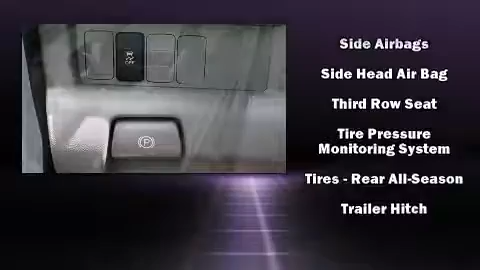 OFF
P
Side Airbags
Side Head Air Bag
Third Row Seat
Tire Pressure
Monitoring System
Tires - Rear All-Season
Trailer Hitch